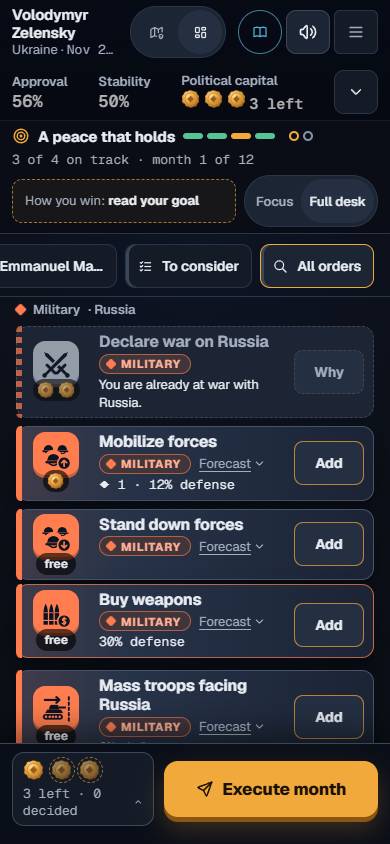 Volodymyr
Zelensky
Ukraine · Nov 2...
Approval
56%
Stability
50%
Political capital
3 left
A peace that holds
3 of 4 on track · month 1 of 12
How you win: read your goal
Focus
Full desk
Emmanuel Ma...
To consider
All orders
Military · Russia
Declare war on Russia
MILITARY
You are already at war with
Russia.
Why
Mobilize forces
MILITARY
Forecast
1 · 12% defense
Add
Stand down forces
MILITARY
Forecast
free
Add
Buy weapons
MILITARY
Forecast
free
30% defense
Add
Mass troops facing
Russia
MILITARY
Forecast
free
Add
3 left · 0
decided
Execute month